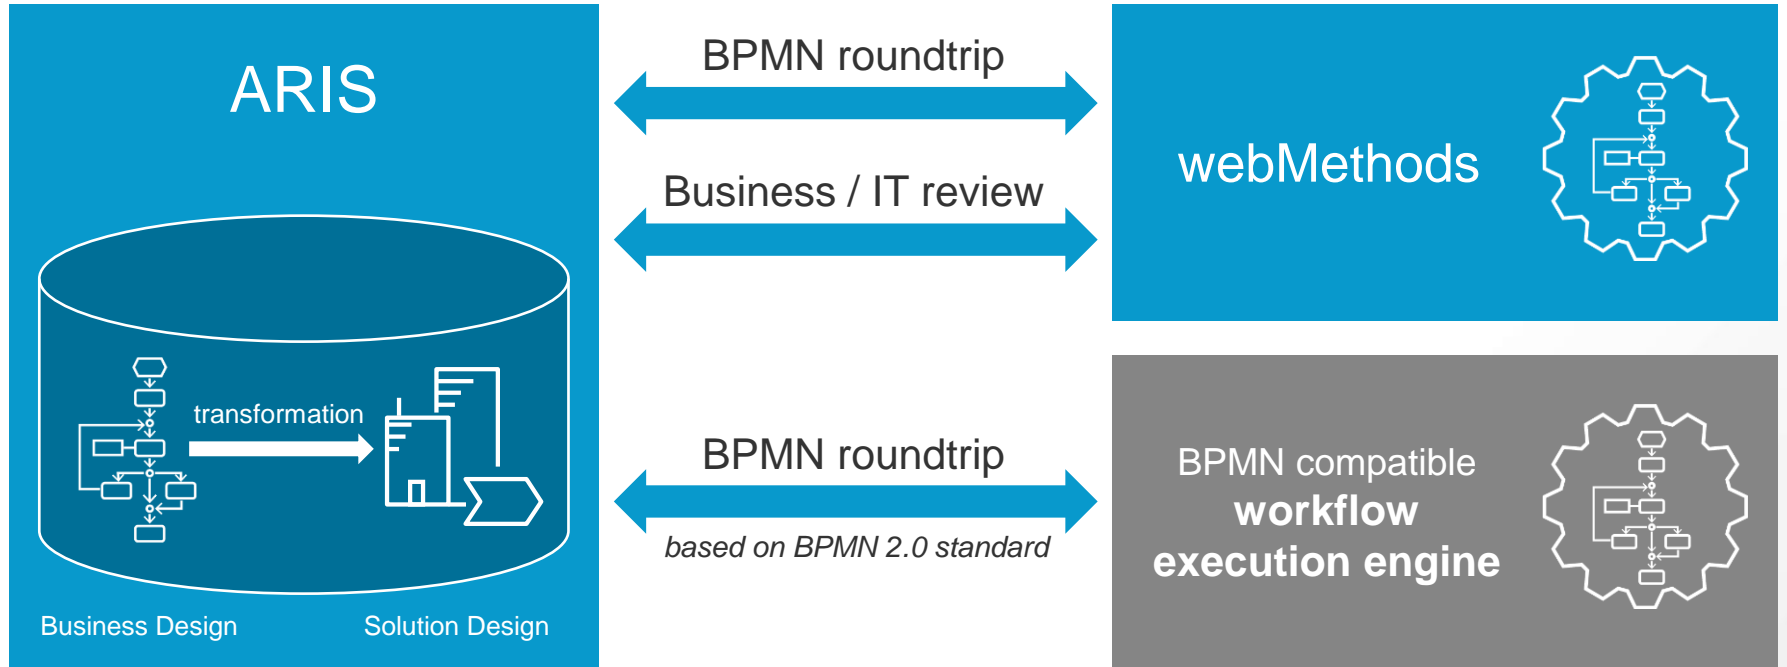 ARIS
transformation
Business Design
Solution Design
BPMN roundtrip
Business / IT review
BPMN roundtrip
based on BPMN 2.0 standard
webMethods
BPMN compatible
workflow
execution engine